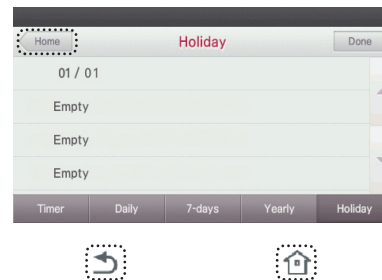 Home Holiday Done
01 / 01
Empty
Empty
Empty
Timer Daily 7-days Yearly Holiday